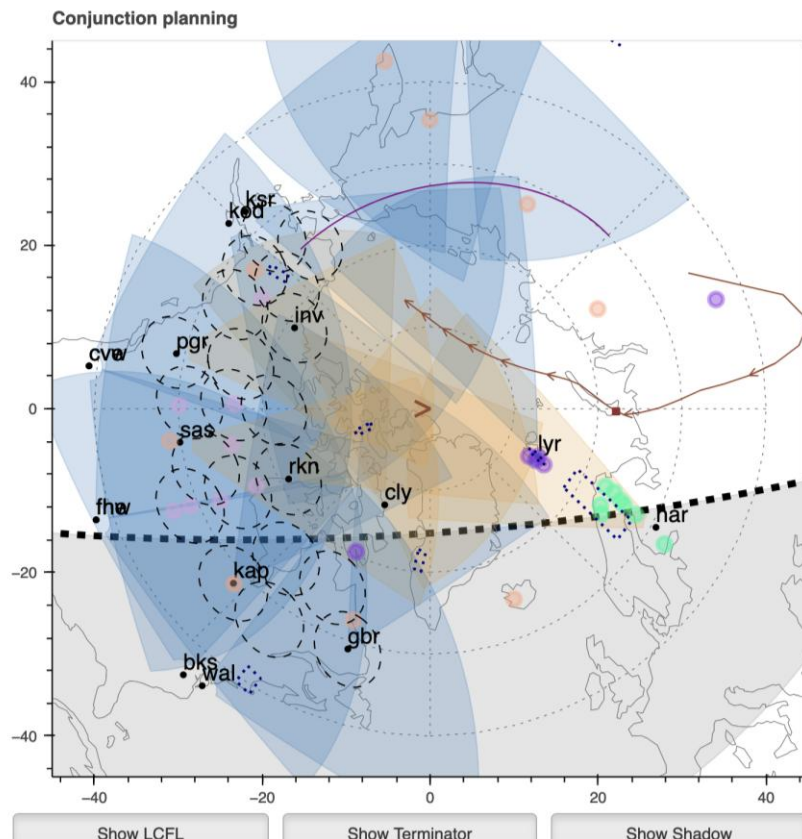 Conjunction planning
40
ksr
kod
20
inv
pgr
cvw
0
>
sas
lyr
rkn
cly
fhw
har
−20
kap
gbr
bks
wal
−40
−40
−20
0
20
40
Show LCFL
Show Terminator
Show Shadow